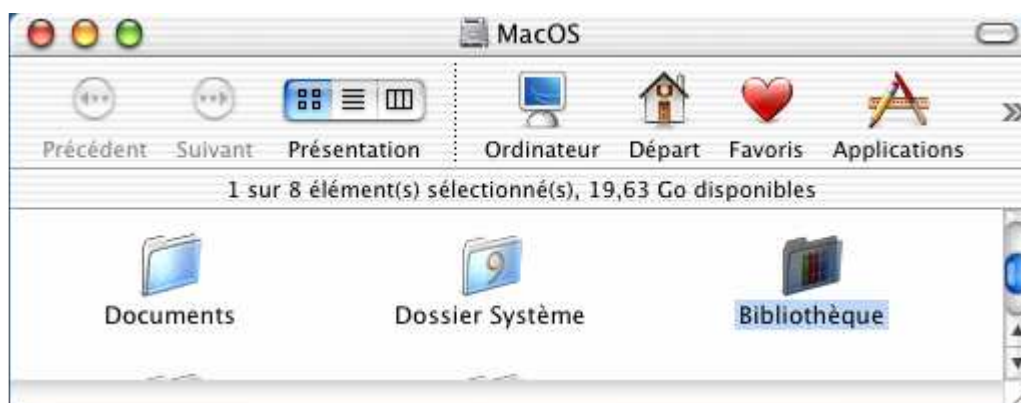 MacOS
Précédent Suivant Présentation Ordinateur Départ Favoris Applications
1 sur 8 élément(s) sélectionné(s), 19,63 Go disponibles
9
Documents Dossier Système Bibliothèque